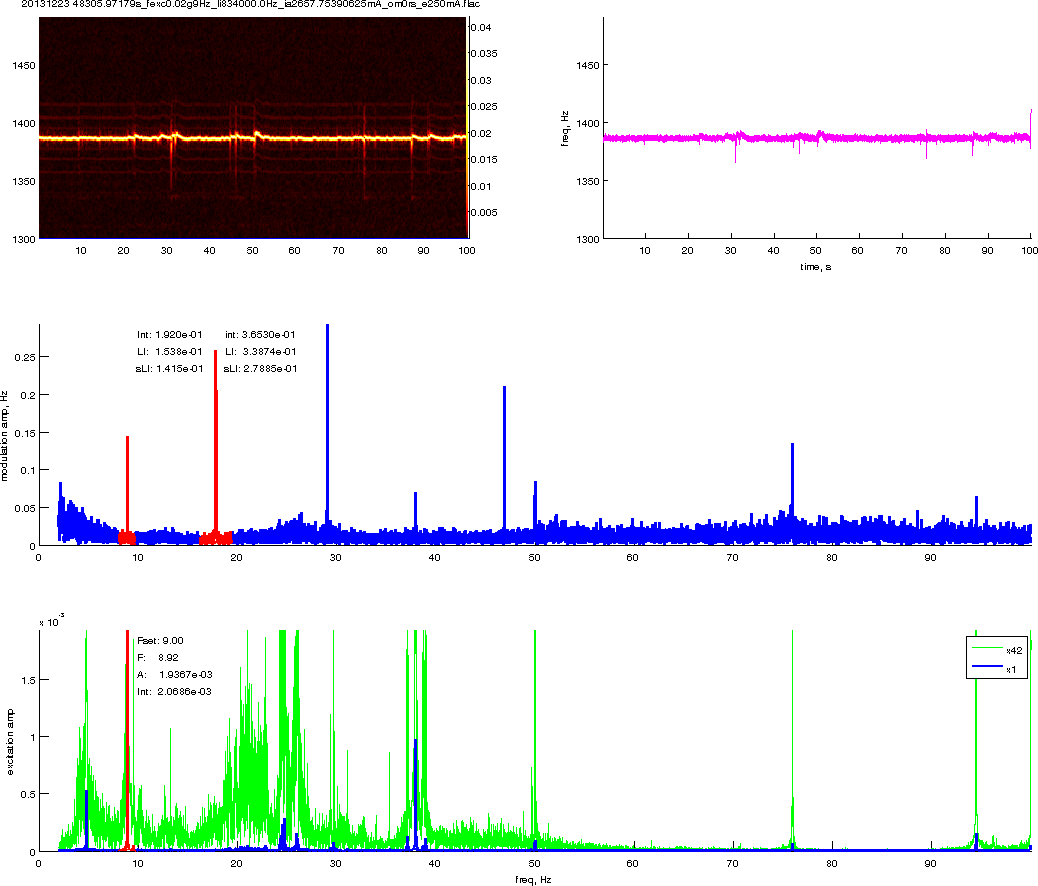 20131223 48305.97179s_fexc0.02g9Hz_li834000.0Hz_ia2657.75390625mA_om0rs_e250mA.flac
0.04
0.035
0.03
0.025
0.02
0.015
0.01
0.005
1450
1400
1350
1300
10 20 30 40 50 60 70 80 90 100
freq, Hz
1450
1400
1350
1300
10 20 30 40 50 60 70 80 90 100
time, s
modulation amp, Hz
0.25
0.2
0.15
0.1
0.05
0
Int: 1.920e-01 int: 3.6530e-01
LI: 1.538e-01 LI: 3.3874e-01
sLI: 1.415e-01 sLI: 2.7885e-01
0 10 20 30 40 50 60 70 80 90
x 10^-3
excitation amp
1.5
1
0.5
0
Fset: 9.00
F: 8.92
A: 1.9367e-03
Int: 2.0686e-03
x42
x1
0 10 20 30 40 50 60 70 80 90
freq, Hz